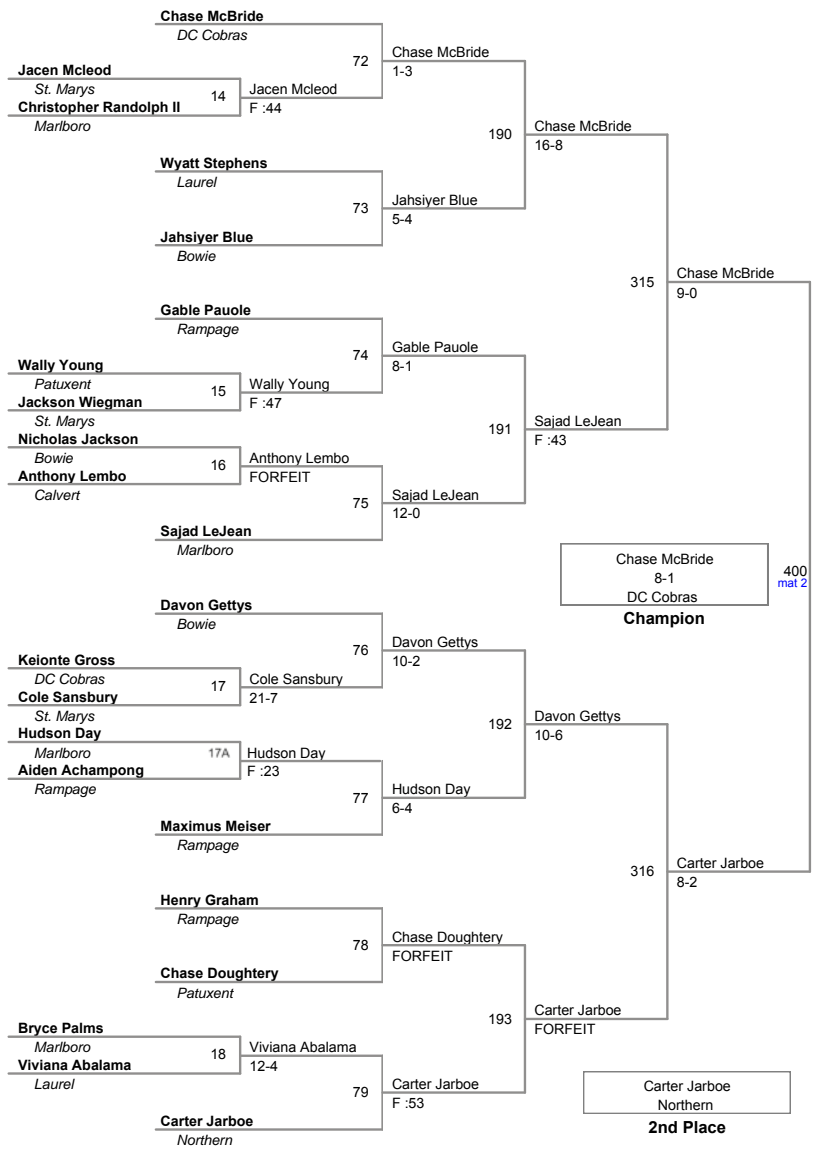 Chase McBride
DC Cobras
72
Chase McBride
1-3
Jacen Mcleod
St. Marys
14
Jacen Mcleod
F :44
Christopher Randolph II
Marlboro
190
Chase McBride
16-8
Wyatt Stephens
Laurel
73
Jahsiyer Blue
5-4
Jahsiyer Blue
Bowie
315
Chase McBride
9-0
Gable Pauole
Rampage
74
Gable Pauole
8-1
Wally Young
Patuxent
15
Wally Young
F :47
Jackson Wiegman
St. Marys
191
Sajad LeJean
F :43
Nicholas Jackson
Bowie
16
Anthony Lembo
FORFEIT
Anthony Lembo
Calvert
75
Sajad LeJean
12-0
Sajad LeJean
Marlboro
Chase McBride
8-1
DC Cobras
Champion
400
mat 2
Davon Gettys
Bowie
76
Davon Gettys
10-2
Keionte Gross
DC Cobras
17
Cole Sansbury
21-7
Cole Sansbury
St. Marys
192
Davon Gettys
10-6
Hudson Day
Marlboro
17A
Hudson Day
F :23
Aiden Achampong
Rampage
77
Hudson Day
6-4
Maximus Meiser
Rampage
316
Carter Jarboe
8-2
Henry Graham
Rampage
78
Chase Doughtery
FORFEIT
Chase Doughtery
Patuxent
193
Carter Jarboe
FORFEIT
Bryce Palms
Marlboro
18
Viviana Abalama
12-4
Viviana Abalama
Laurel
79
Carter Jarboe
F :53
Carter Jarboe
Northern
Carter Jarboe
Northern
2nd Place